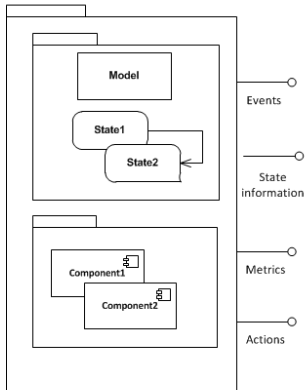 Model
State1
State2
Events
State
information
Component1
Component2
Metrics
Actions